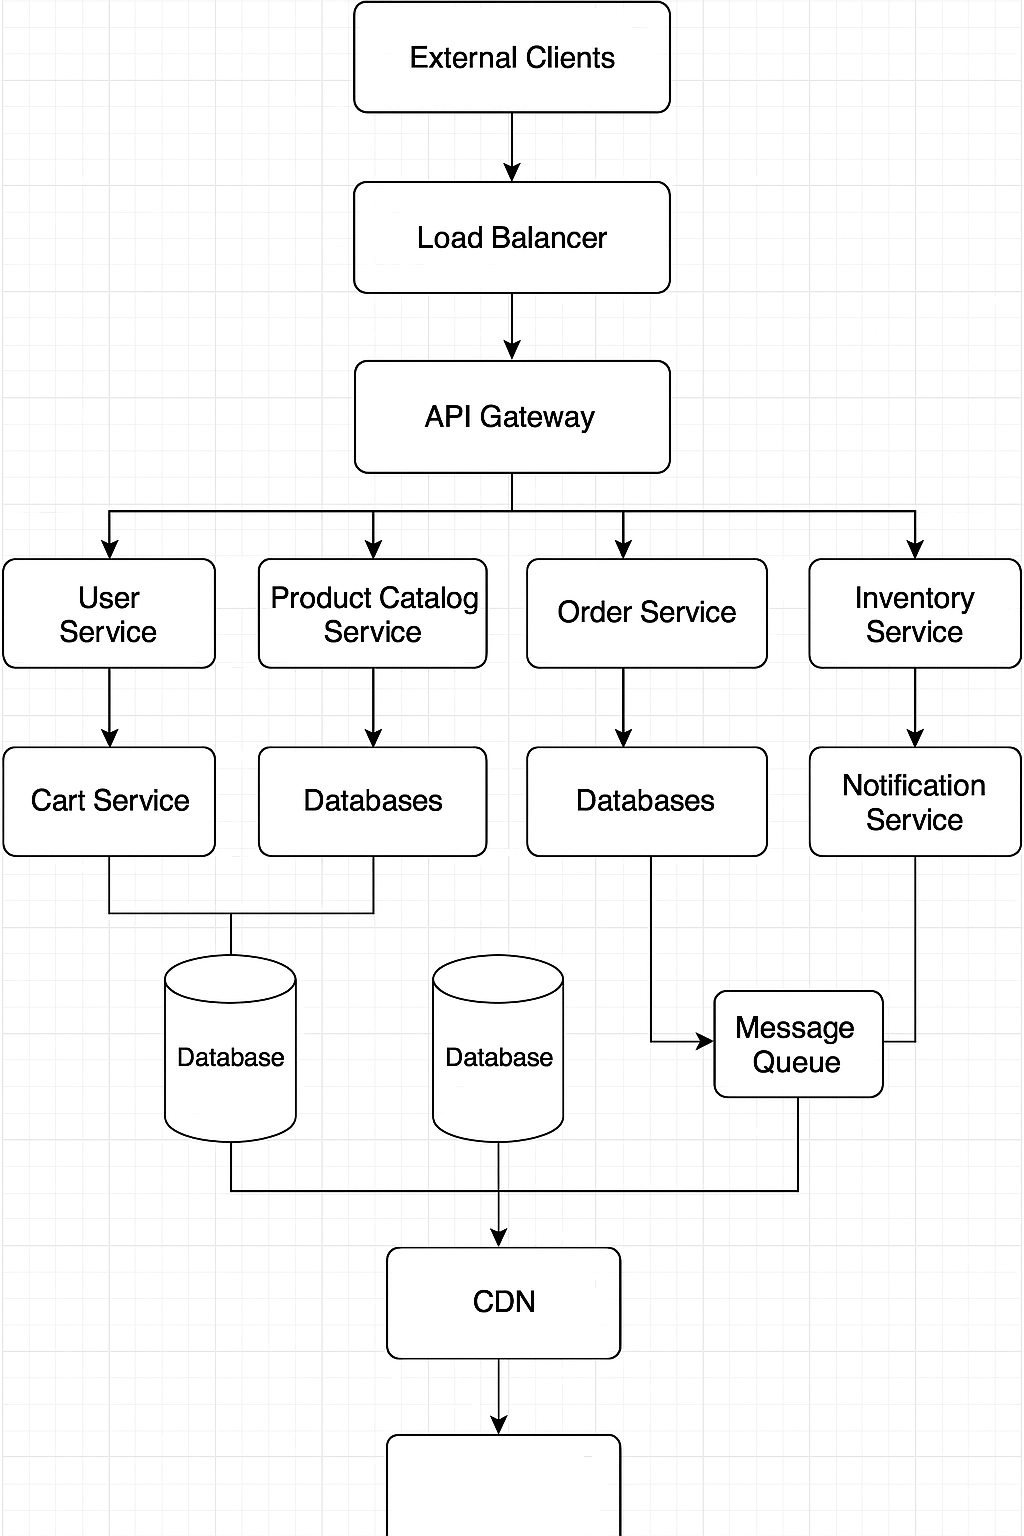 External Clients
Load Balancer
API Gateway
User
Service
Product Catalog
Service
Order Service
Inventory
Service
Cart Service
Databases
Databases
Notification
Service
Database
Database
Message
Queue
CDN